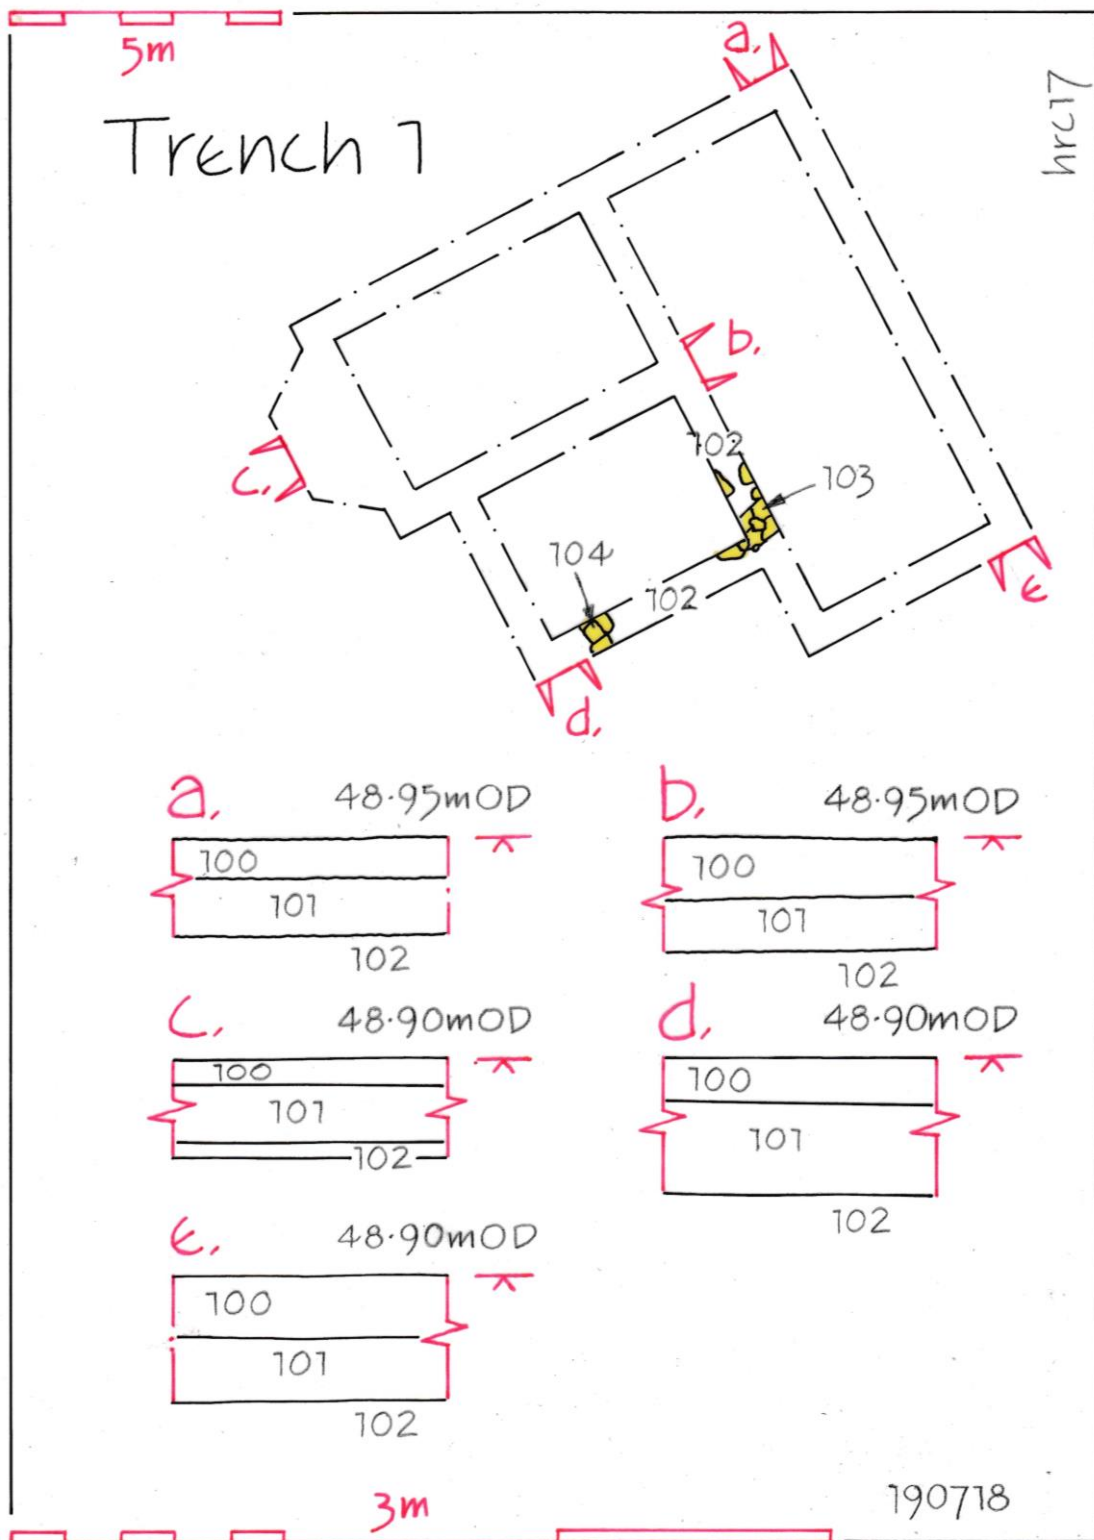 5m
Trench 1
hrc17
a.
b.
c.
102
103
104
102
e
d.
a. 48.95mOD
100
101
102
b. 48.95mOD
100
101
102
c. 48.90mOD
100
101
102
d. 48.90mOD
100
101
102
e. 48.90mOD
100
101
102
3m
190718